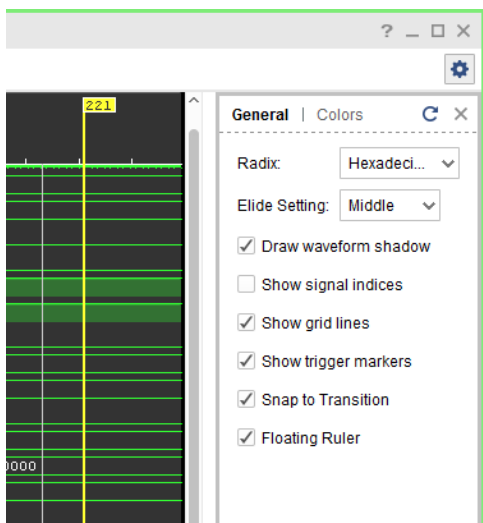 ?
221
General | Colors
Radix: Hexadeci...
Elide Setting: Middle
Draw waveform shadow
Show signal indices
Show grid lines
Show trigger markers
Snap to Transition
Floating Ruler
0000